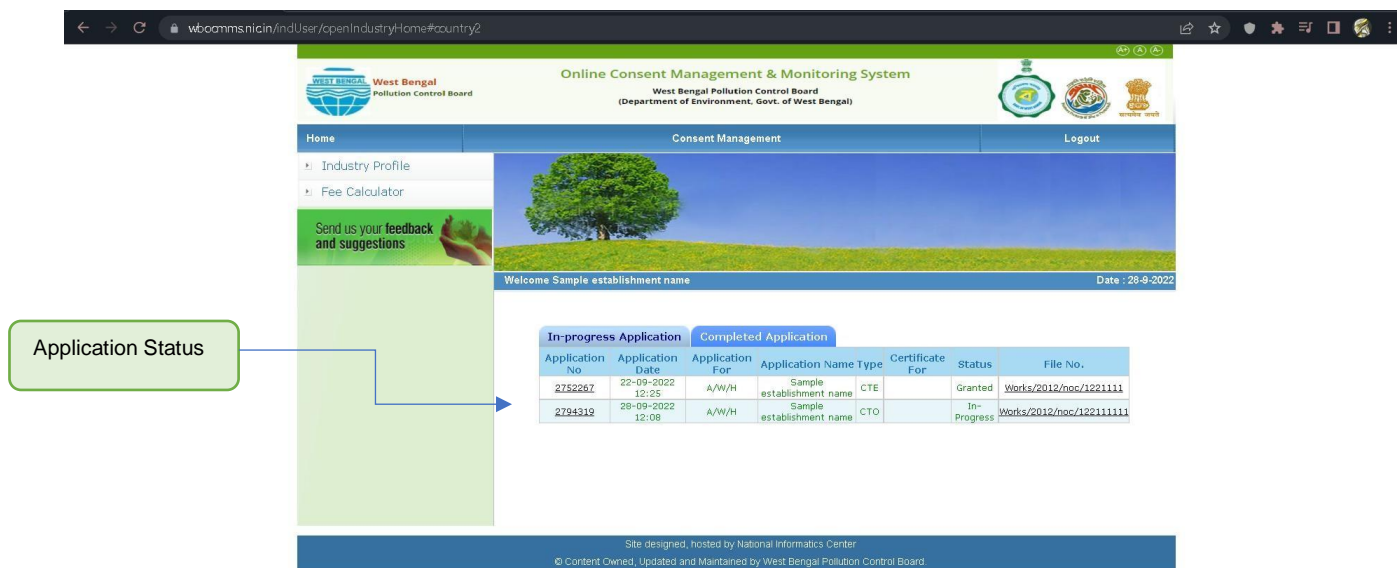 wbocmms.nic.in/indUser/openIndustryHome#country2
A+ A A-
WEST BENGAL
West Bengal
Pollution Control Board
Online Consent Management & Monitoring System
West Bengal Pollution Control Board
(Department of Environment, Govt. of West Bengal)
सत्यमेव जयते
Home Consent Management Logout
Industry Profile
Fee Calculator
Send us your feedback
and suggestions
Welcome Sample establishment name Date : 28-9-2022
Application Status
In-progress Application Completed Application
Application No Application Date Application For Application Name Type Certificate For Status File No.
2752267 22-09-2022 12:25 A/W/H Sample establishment name CTE Granted Works/2012/noc/1221111
2794319 28-09-2022 12:08 A/W/H Sample establishment name CTO In-Progress Works/2012/noc/122111111
Site designed, hosted by National Informatics Center
© Content Owned, Updated and Maintained by West Bengal Pollution Control Board.